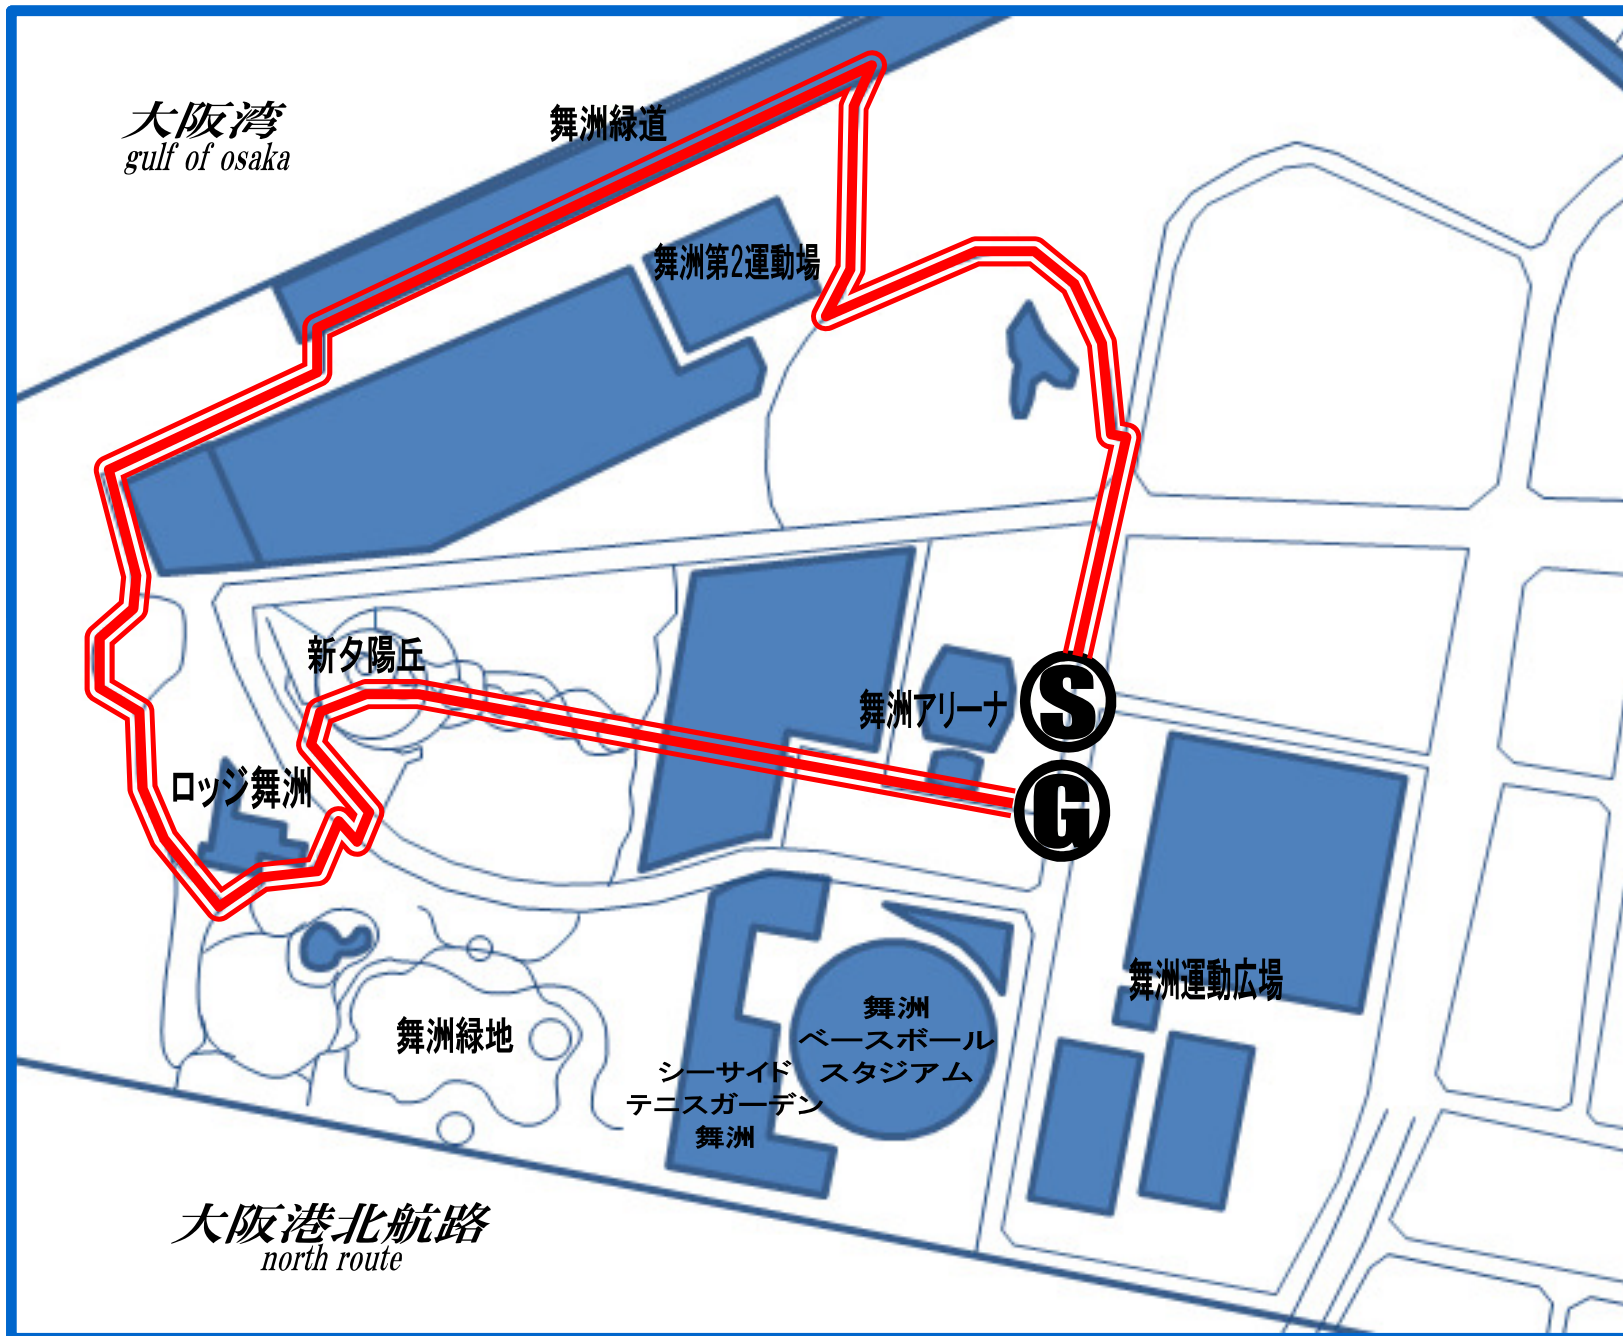 大阪湾
gulf of osaka
舞洲緑道
舞洲第2運動場
新夕陽丘
舞洲アリーナ
S
G
ロッジ舞洲
舞洲運動広場
舞洲
ベースボール
スタジアム
舞洲緑地
シーサイド
テニスガーデン
舞洲
大阪港北航路
north route